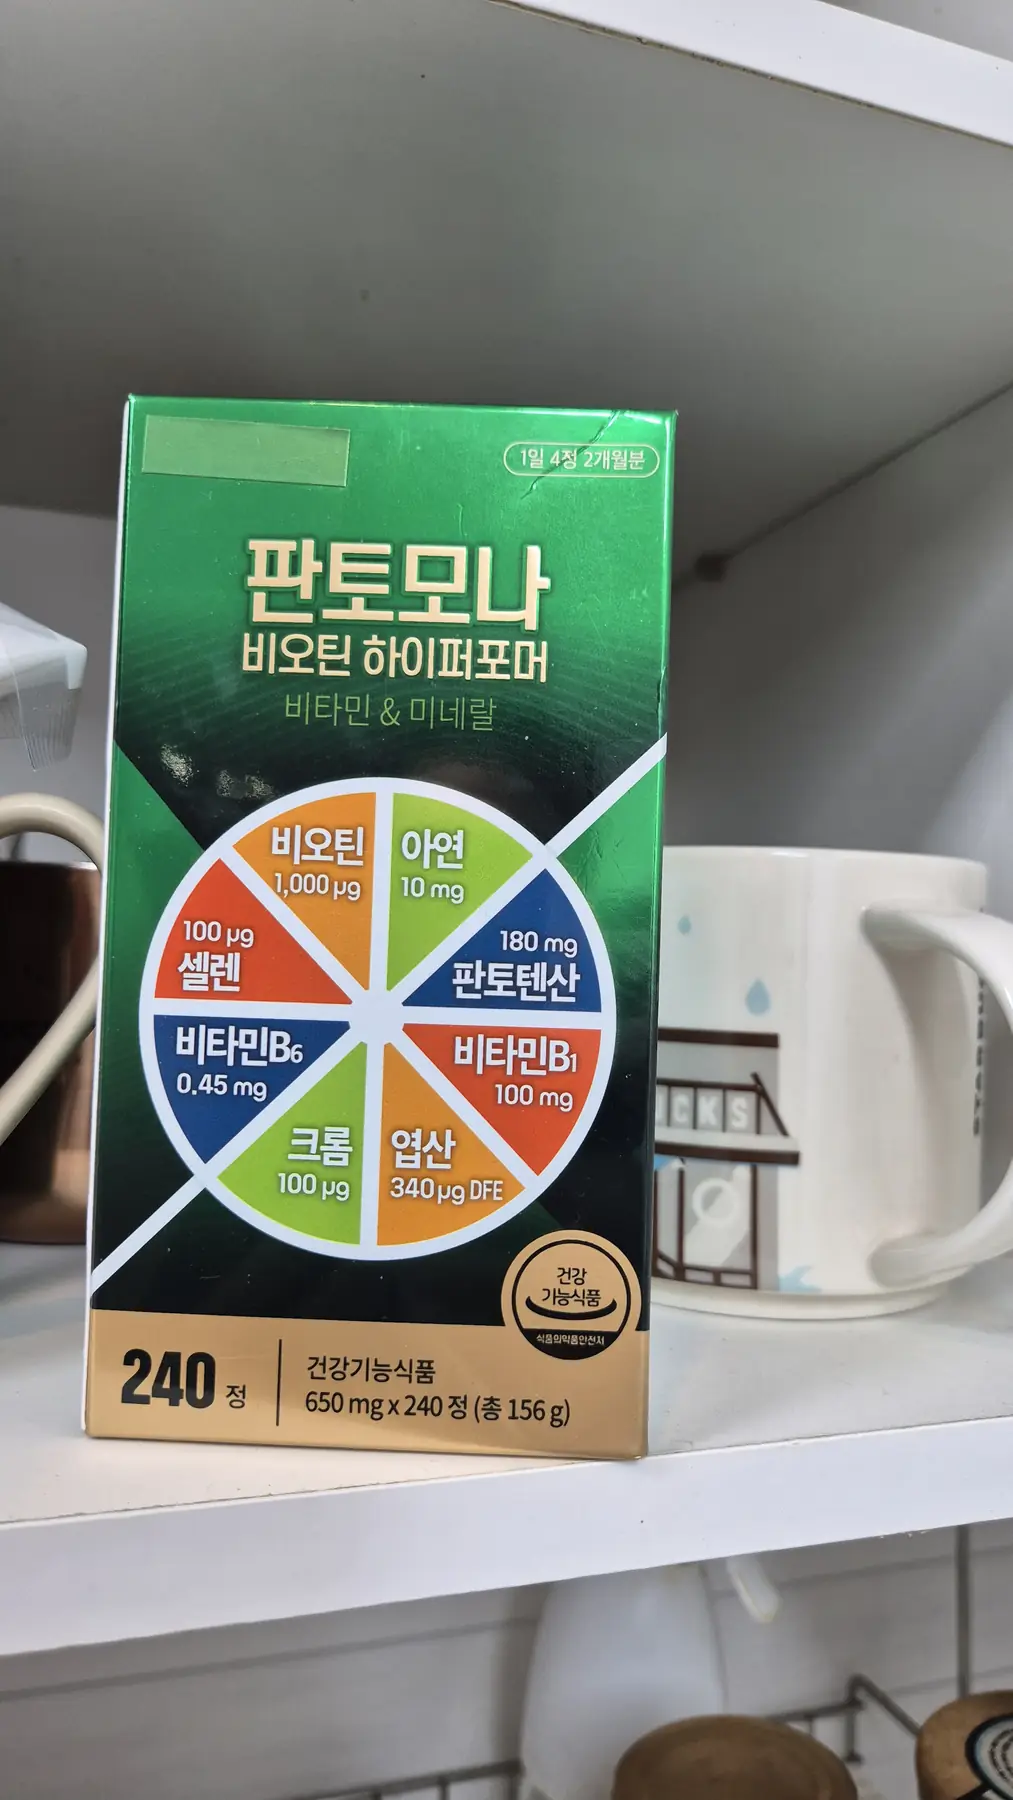 1일 4정 2개월분
판토모나
비오틴 하이퍼포머
비타민 & 미네랄
비오틴
1,000 µg
아연
10 mg
100 µg
셀렌
180 mg
판토텐산
비타민B6
0.45 mg
비타민B1
100 mg
크롬
100 µg
엽산
340µg DFE
건강
기능식품
식품의약품안전처
240 정
건강기능식품
650 mg x 240 정 (총 156 g)
UCKS